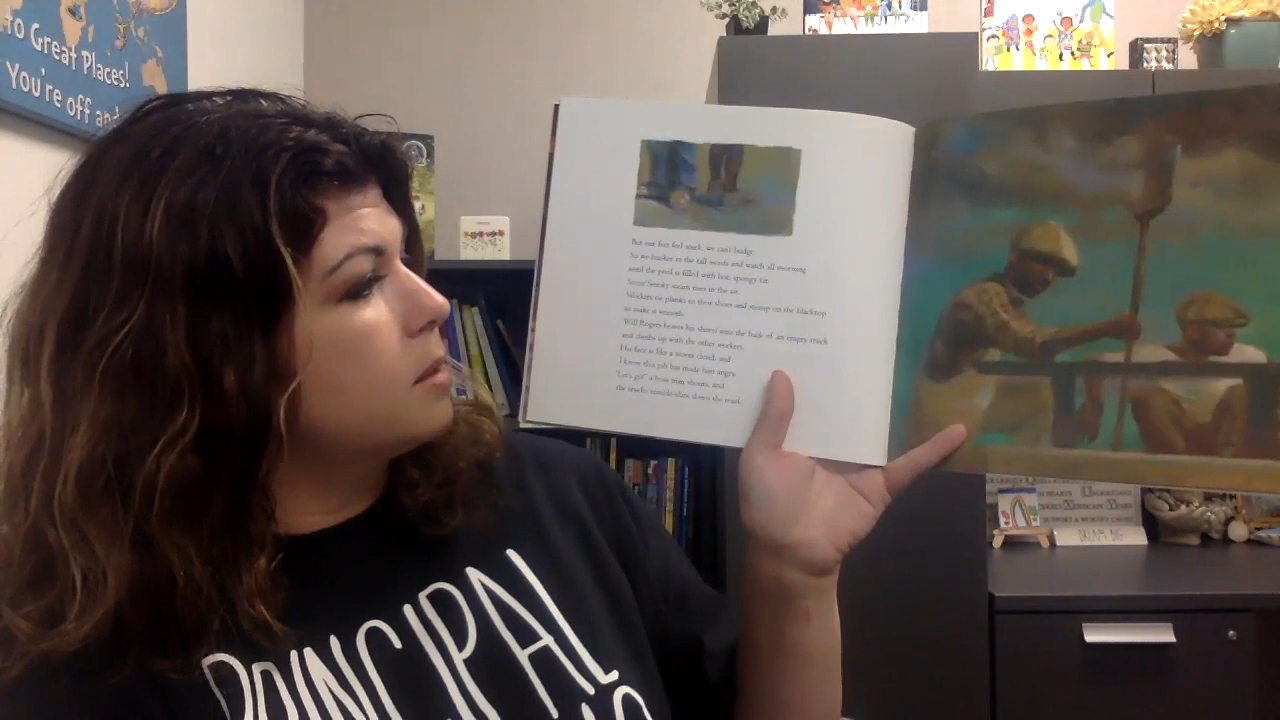 to Great Places!
You're off and
But our feet feel stuck, we can't budge.
So we hunker in the tall weeds and watch all morning
until the pool is filled with hot, spongy tar.
Smoky steam rises in the air.
Workers tie planks to their shoes and stomp on the blacktop
to make it smooth.
Will Rogers heaves his shovel onto the back of an empty truck
and climbs up with the other workers.
His face is like a storm cloud, and
I know this job has made him angry.
"Let's go!" a boss man shouts, and
the trucks rumble-slam down the road.
PRINCIPAL